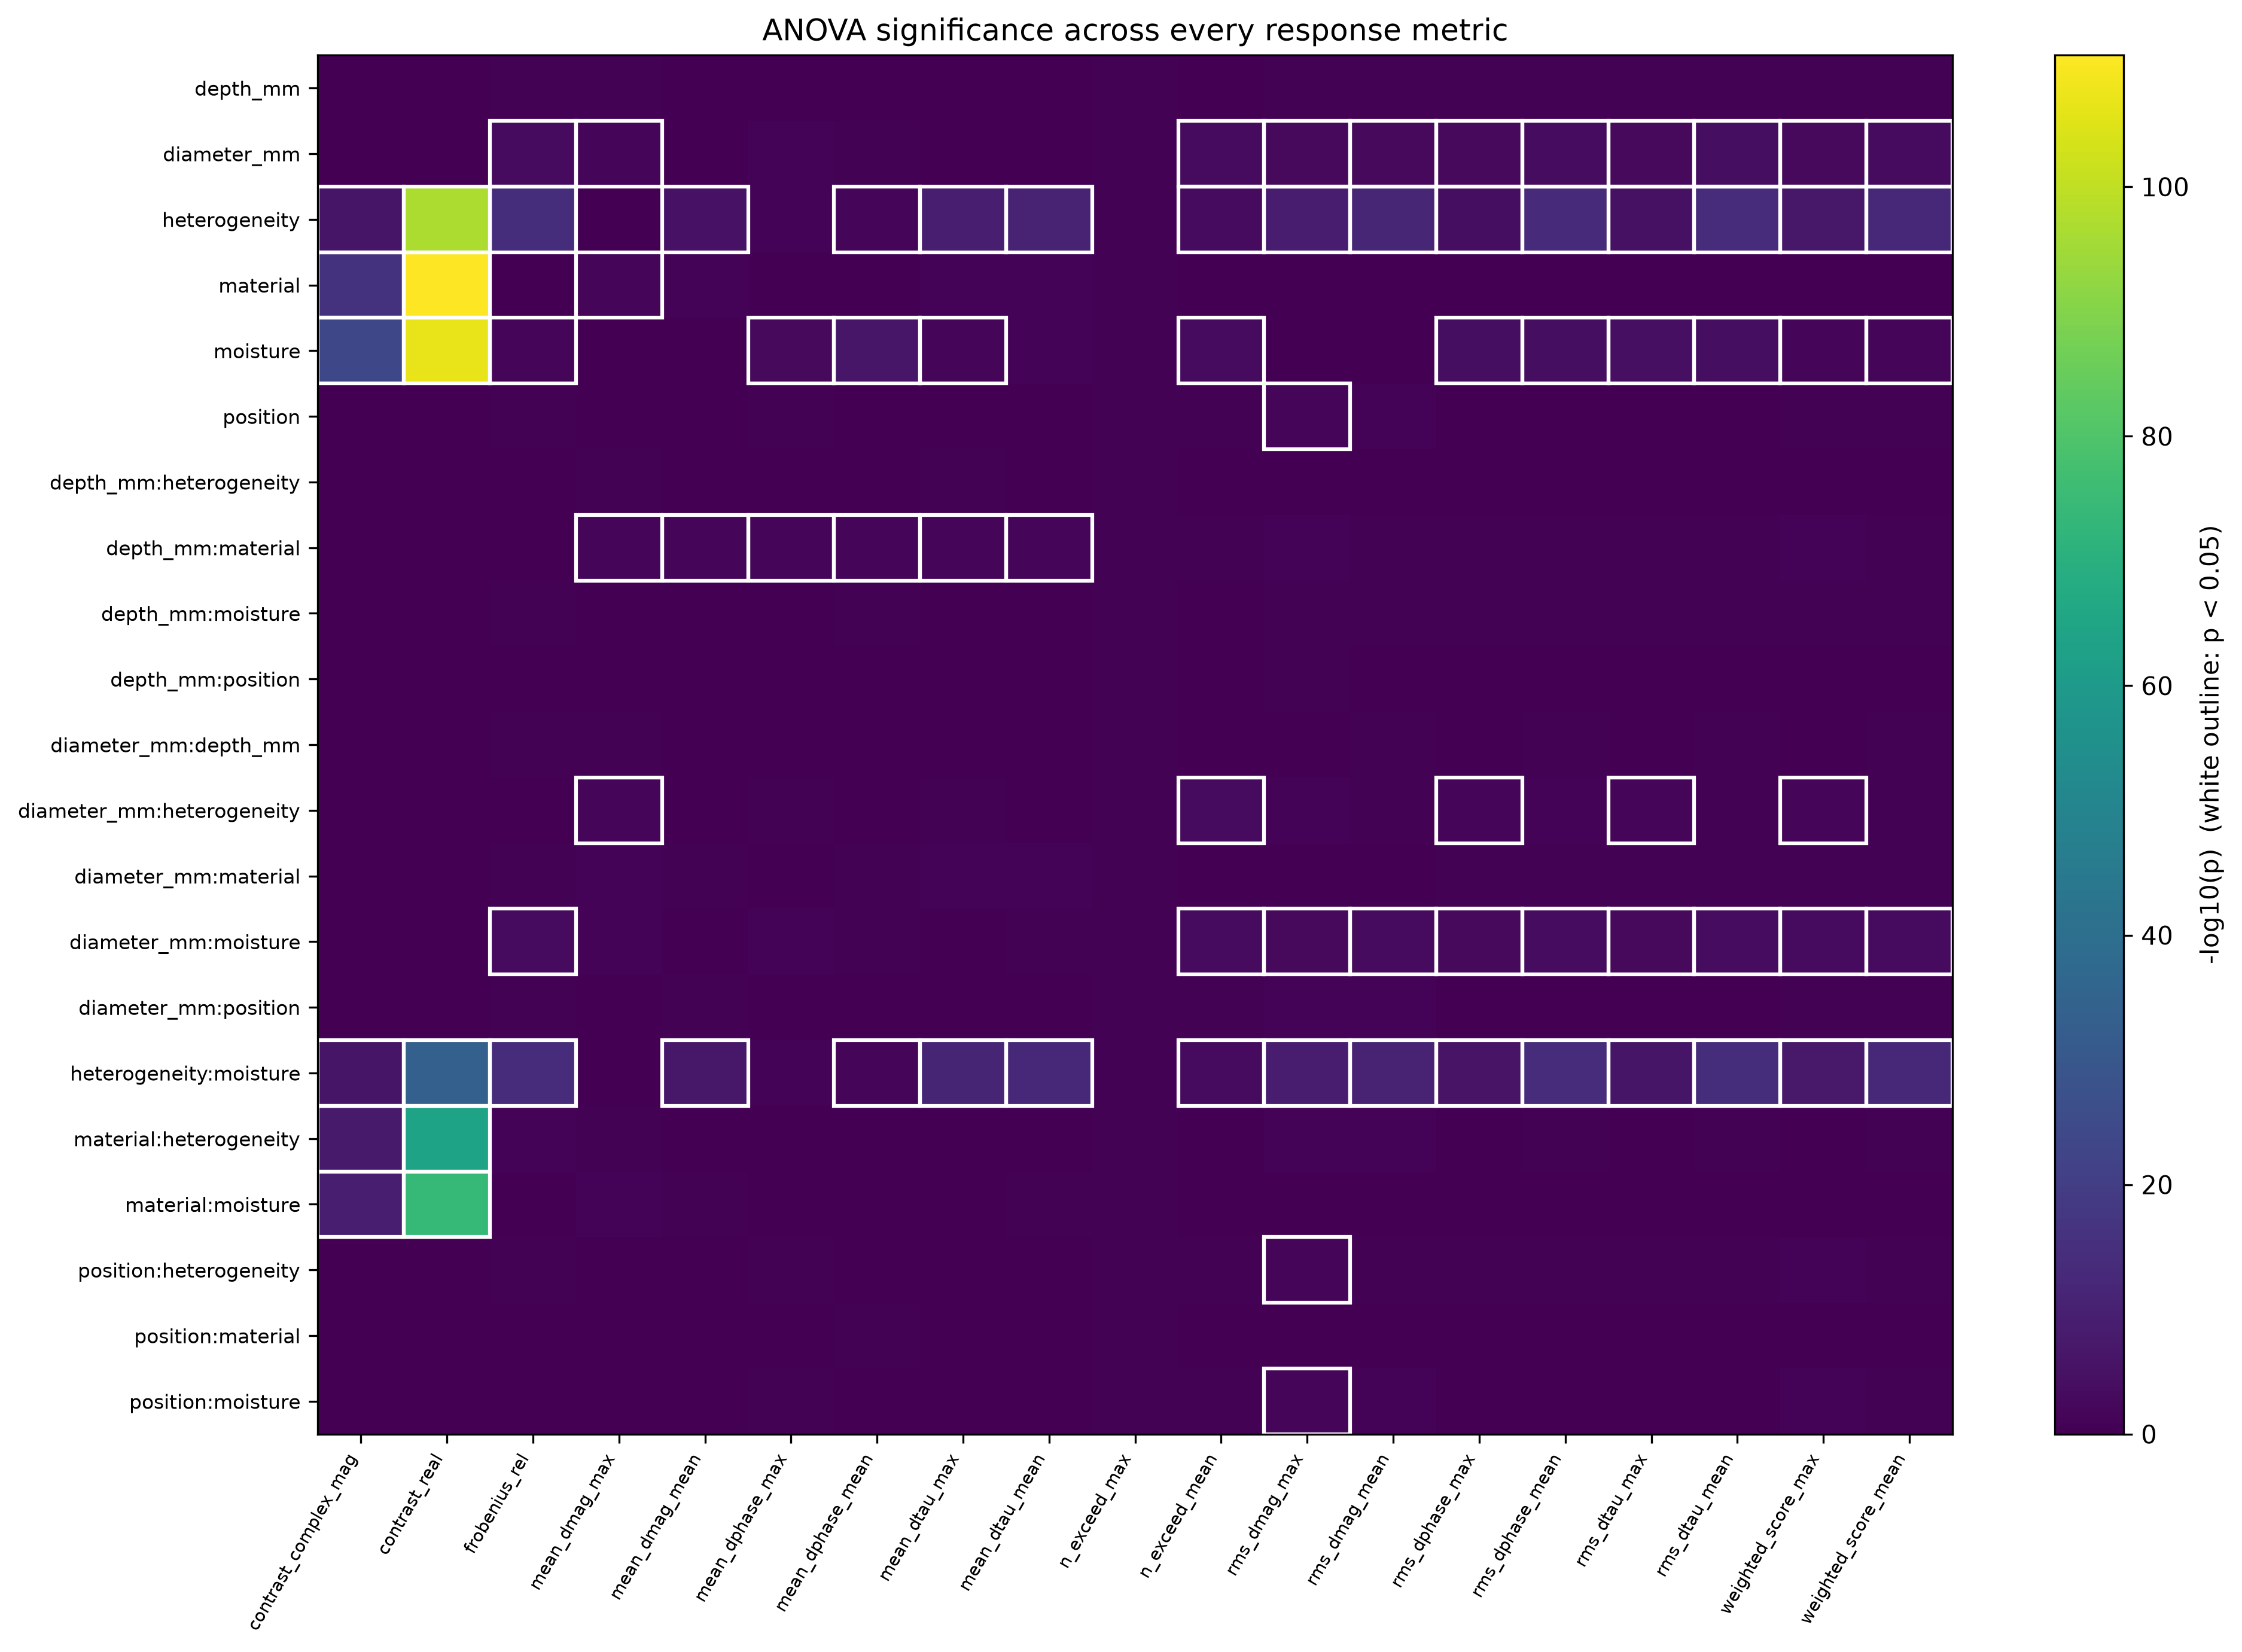 ANOVA significance across every response metric
depth_mm
diameter_mm
heterogeneity
material
moisture
position
depth_mm:heterogeneity
depth_mm:material
depth_mm:moisture
depth_mm:position
diameter_mm:depth_mm
diameter_mm:heterogeneity
diameter_mm:material
diameter_mm:moisture
diameter_mm:position
heterogeneity:moisture
material:heterogeneity
material:moisture
position:heterogeneity
position:material
position:moisture
contrast_complex_mag
contrast_real
frobenius_rel
mean_dmag_max
mean_dmag_mean
mean_dphase_max
mean_dphase_mean
mean_dtau_max
mean_dtau_mean
n_exceed_max
n_exceed_mean
rms_dmag_max
rms_dmag_mean
rms_dphase_max
rms_dphase_mean
rms_dtau_max
rms_dtau_mean
weighted_score_max
weighted_score_mean
100
80
60
40
20
0
-log10(p)  (white outline: p < 0.05)